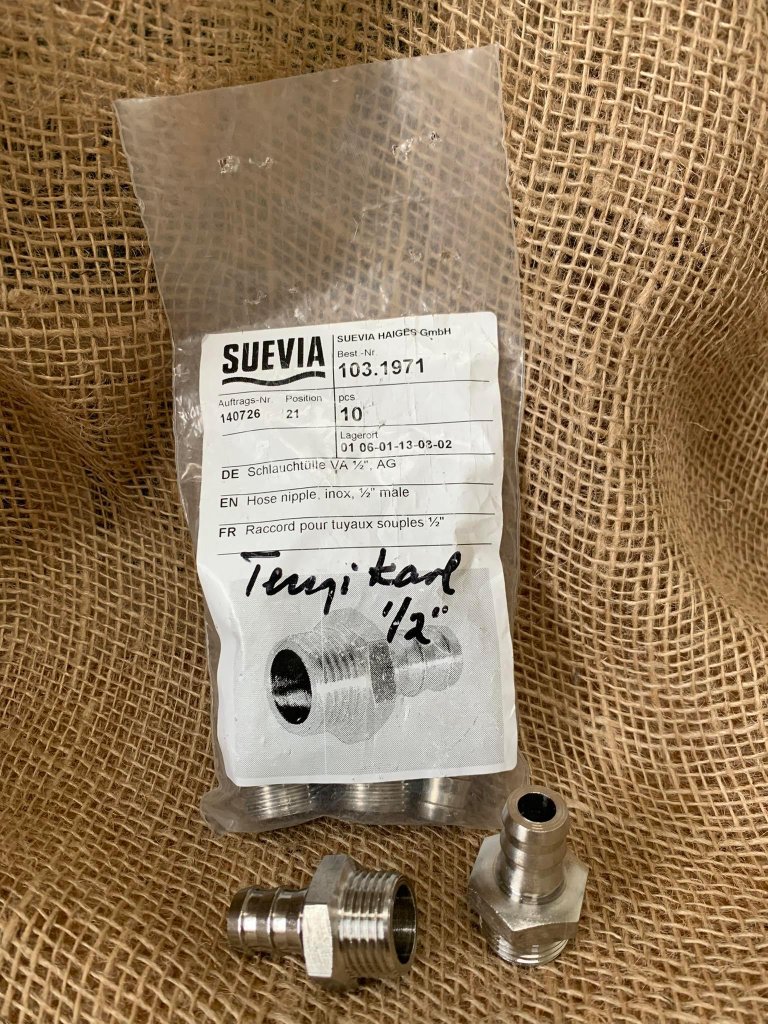 SUEVIA
SUEVIA HAIGES GmbH
Best.-Nr.
103.1971
Auftrags-Nr. Position pcs
140726 21 10
Lagerort
01 06-01-13-03-02
DE Schlauchtülle VA ½", AG
EN Hose nipple, inox, ½" male
FR Raccord pour tuyaux souples ½"
1/2"